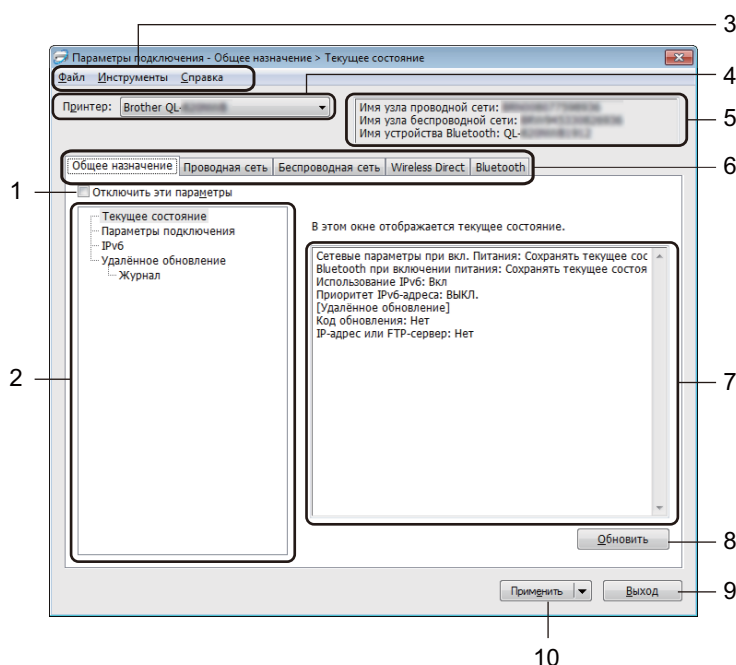 3
Параметры подключения - Общее назначение > Текущее состояние
Файл Инструменты Справка
4
Принтер: Brother QL-
Имя узла проводной сети:
Имя узла беспроводной сети:
Имя устройства Bluetooth: QL-
5
Общее назначение Проводная сеть Беспроводная сеть Wireless Direct Bluetooth
6
1
Отключить эти параметры
Текущее состояние
Параметры подключения
IPv6
Удалённое обновление
Журнал
2
В этом окне отображается текущее состояние.
Сетевые параметры при вкл. Питания: Сохранять текущее сос
Bluetooth при включении питания: Сохранять текущее состоя
Использование IPv6: Вкл
Приоритет IPv6-адреса: ВЫКЛ.
[Удалённое обновление]
Код обновления: Нет
IP-адрес или FTP-сервер: Нет
7
Обновить
8
Применить
Выход
9
10